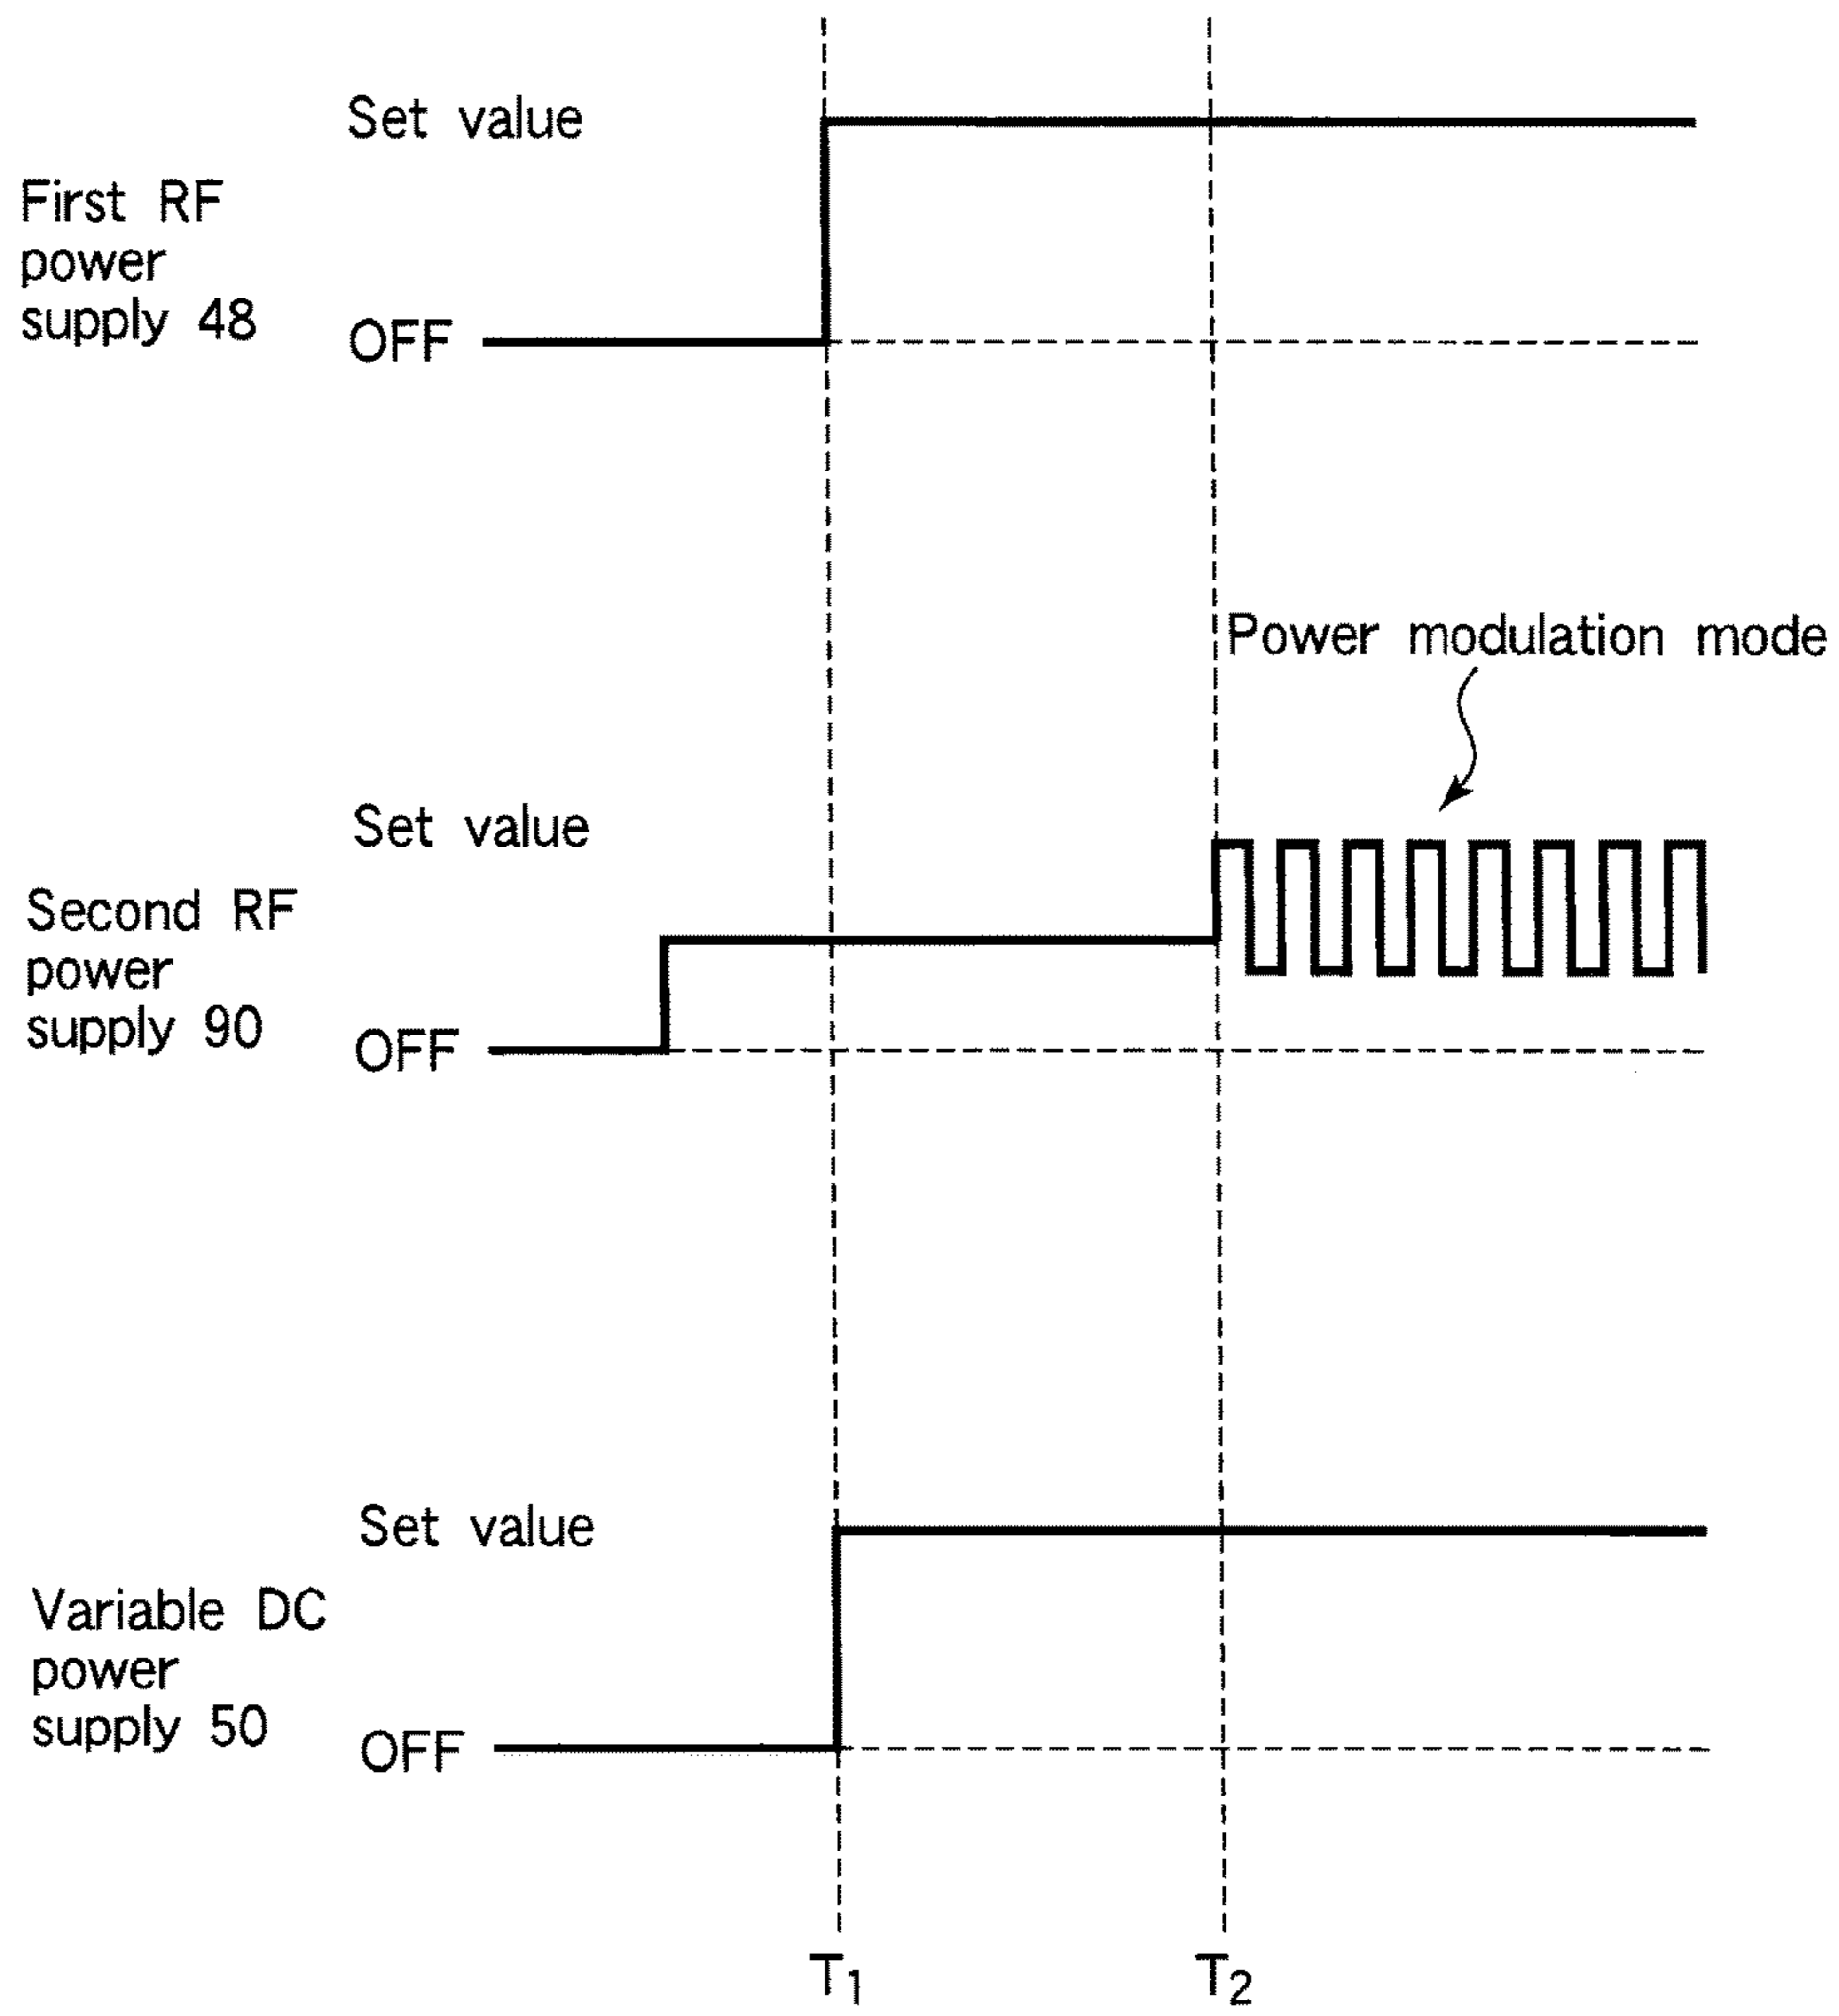 Set value
First RF
power
supply 48
OFF
Power modulation mode
Set value
Second RF
power
supply 90
OFF
Set value
Variable DC
power
supply 50
OFF
T1
T2